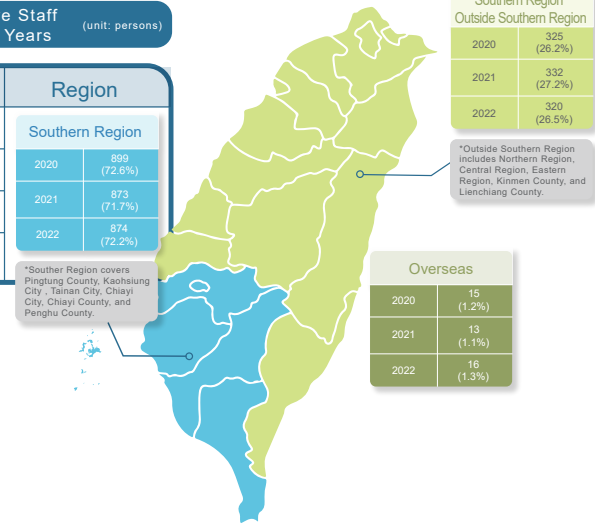 e Staff
Years
(unit: persons)
Region
Southern Region
2020 899 (72.6%)
2021 873 (71.7%)
2022 874 (72.2%)
*Souther Region covers
Pingtung County, Kaohsiung
City , Tainan City, Chiayi
City, Chiayi County, and
Penghu County.
Southern Region
Outside Southern Region
2020 325 (26.2%)
2021 332 (27.2%)
2022 320 (26.5%)
*Outside Southern Region
includes Northern Region,
Central Region, Eastern
Region, Kinmen County, and
Lienchiang County.
Overseas
2020 15 (1.2%)
2021 13 (1.1%)
2022 16 (1.3%)